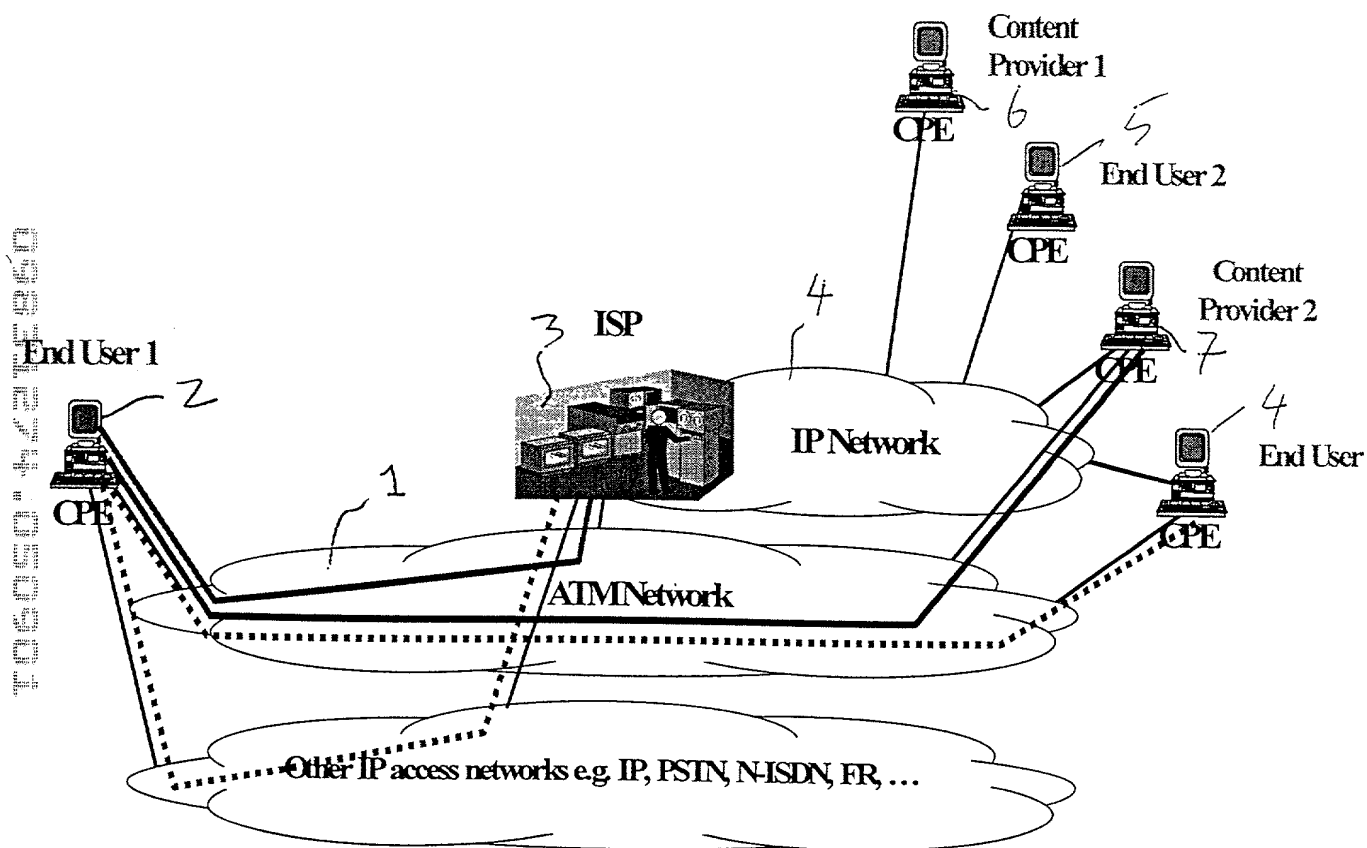 Content
Provider 1
6
CPE
5
End User 2
CPE
Content
Provider 2
7
CPE
4
ISP
3
End User 1
2
CPE
IP Network
4
End User
CPE
1
ATM Network
Other IP access networks e.g. IP, PSTN, N-ISDN, FR, ...